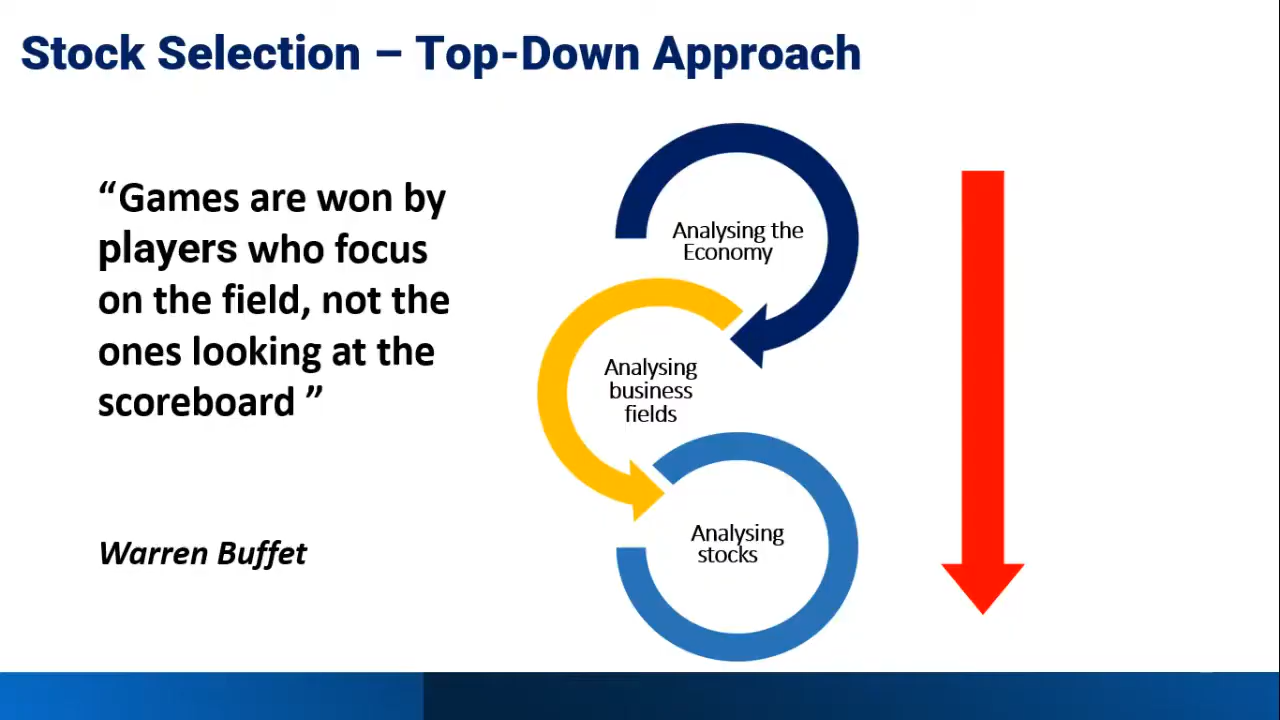 Stock Selection – Top-Down Approach
“Games are won by
players who focus
on the field, not the
ones looking at the
scoreboard ”
Warren Buffet
Analysing the
Economy
Analysing
business
fields
Analysing
stocks